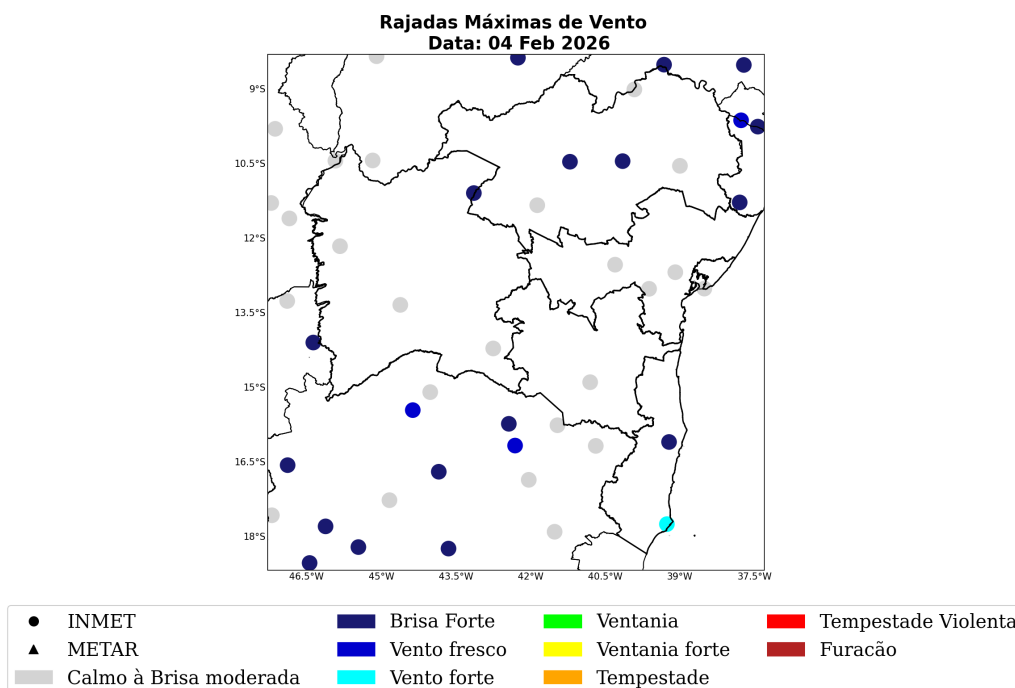 Rajadas Máximas de Vento
Data: 04 Feb 2026
9°S
10.5°S
12°S
13.5°S
15°S
16.5°S
18°S
46.5°W 45°W 43.5°W 42°W 40.5°W 39°W 37.5°W
INMET Brisa Forte Ventania Tempestade Violenta
METAR Vento fresco Ventania forte Furacão
Calmo à Brisa moderada Vento forte Tempestade